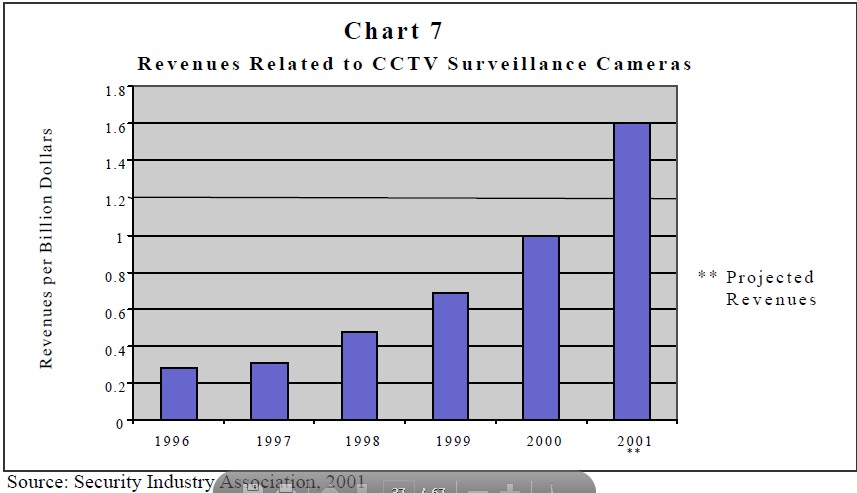 Chart 7
Revenues Related to CCTV Surveillance Cameras
Revenues per Billion Dollars
1.8
1.6
1.4
1.2
1
0.8
0.6
0.4
0.2
0
1996 1997 1998 1999 2000 2001
**
** Projected
Revenues
Source: Security Industry Association, 2001
33 / 63